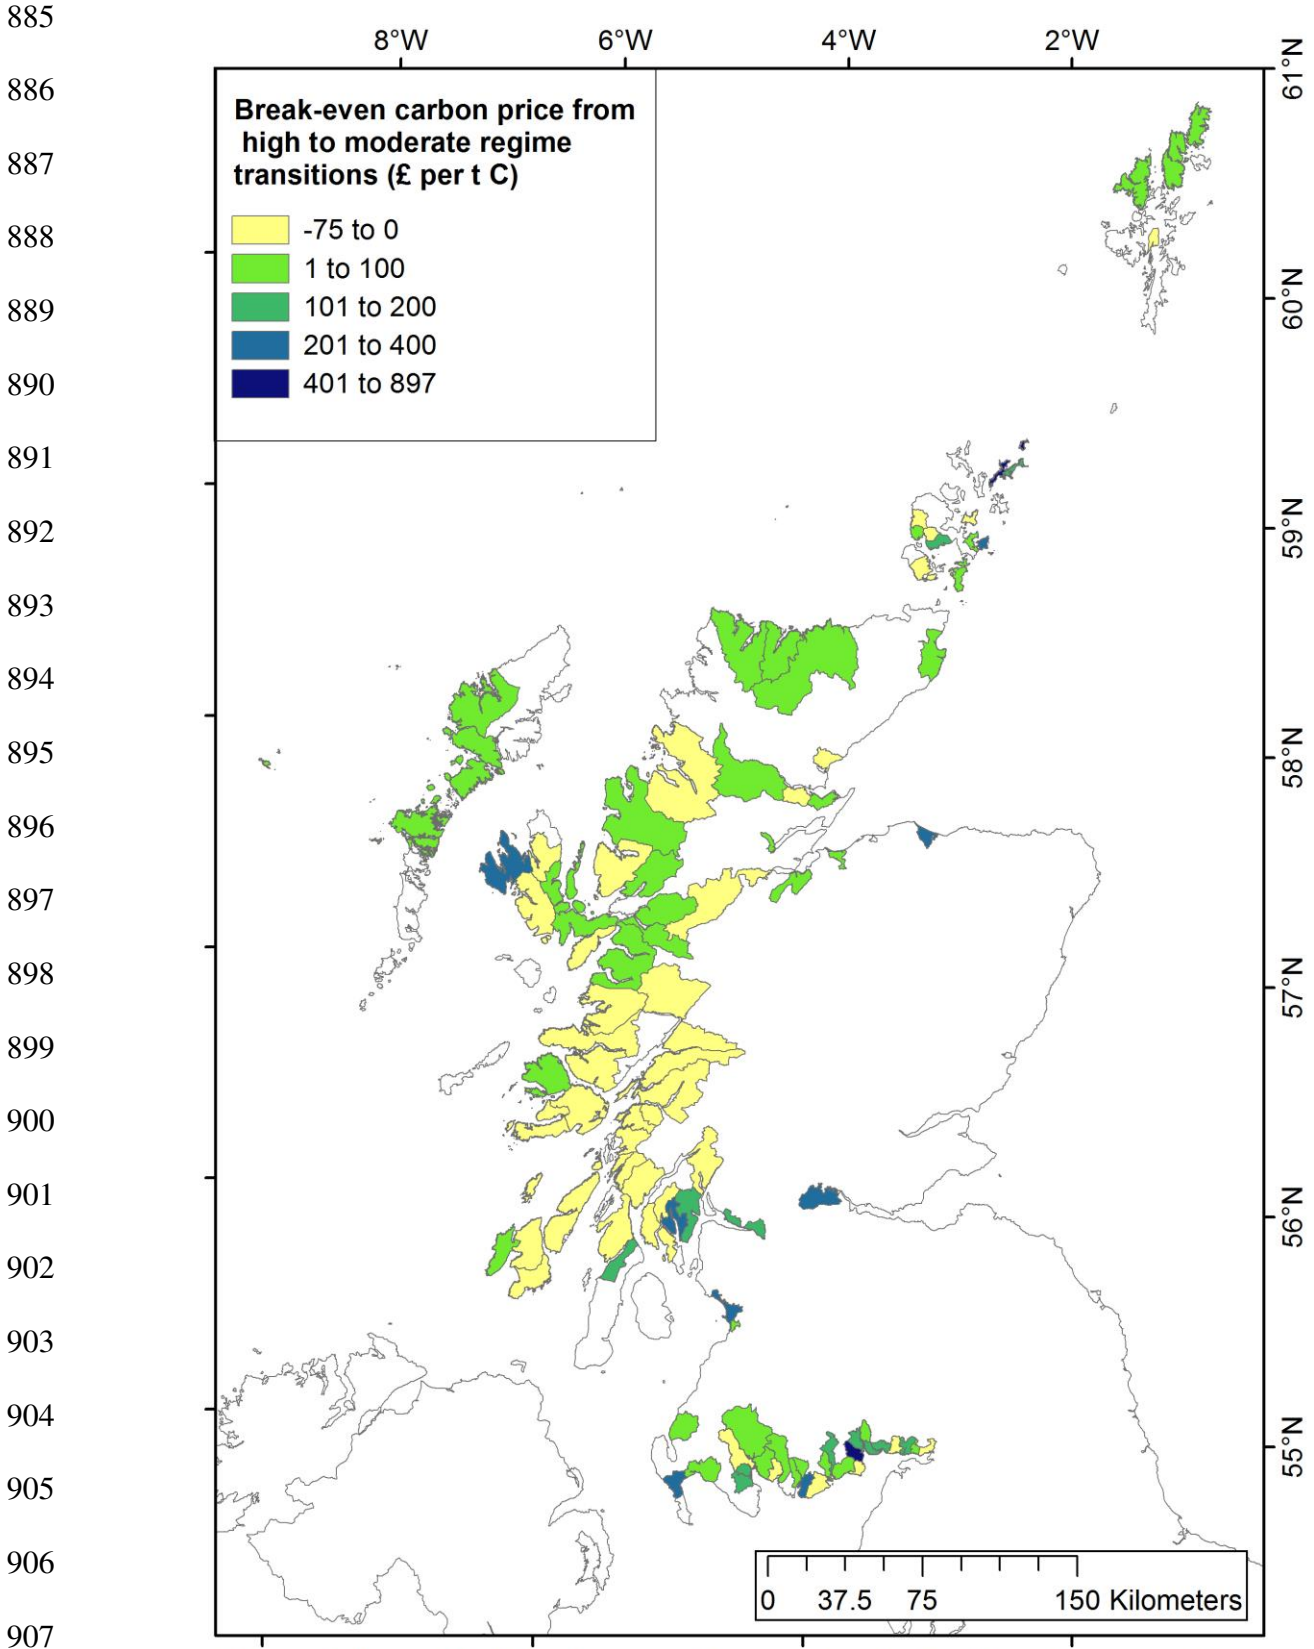 885
8°W 6°W 4°W 2°W
61°N
886
Break-even carbon price from
high to moderate regime
transitions (£ per t C)
887
-75 to 0
888
1 to 100
60°N
889
101 to 200
201 to 400
890
401 to 897
891
892
59°N
893
894
895
58°N
896
897
898
57°N
899
900
901
56°N
902
903
904
55°N
905
906
0 37.5 75 150 Kilometers
907